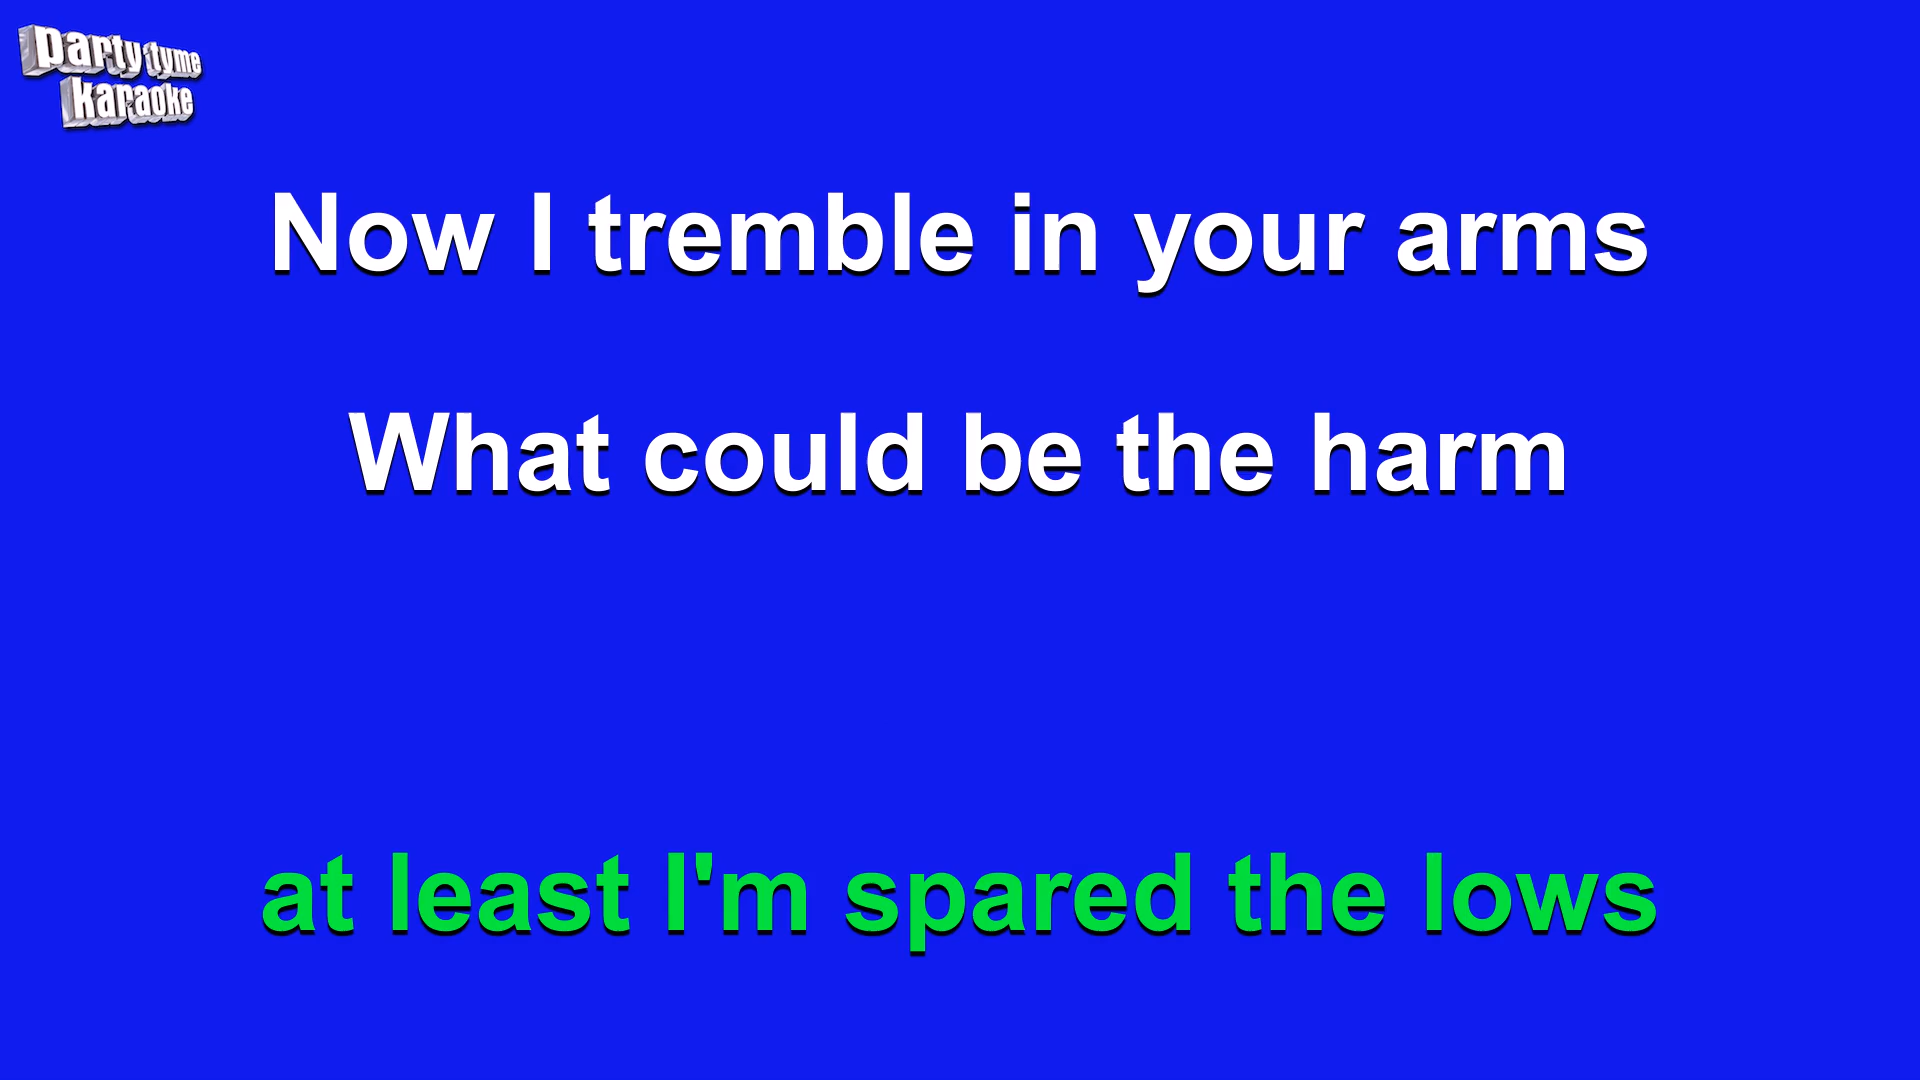 party tyme
karaoke
Now I tremble in your arms
What could be the harm
at least I'm spared the lows